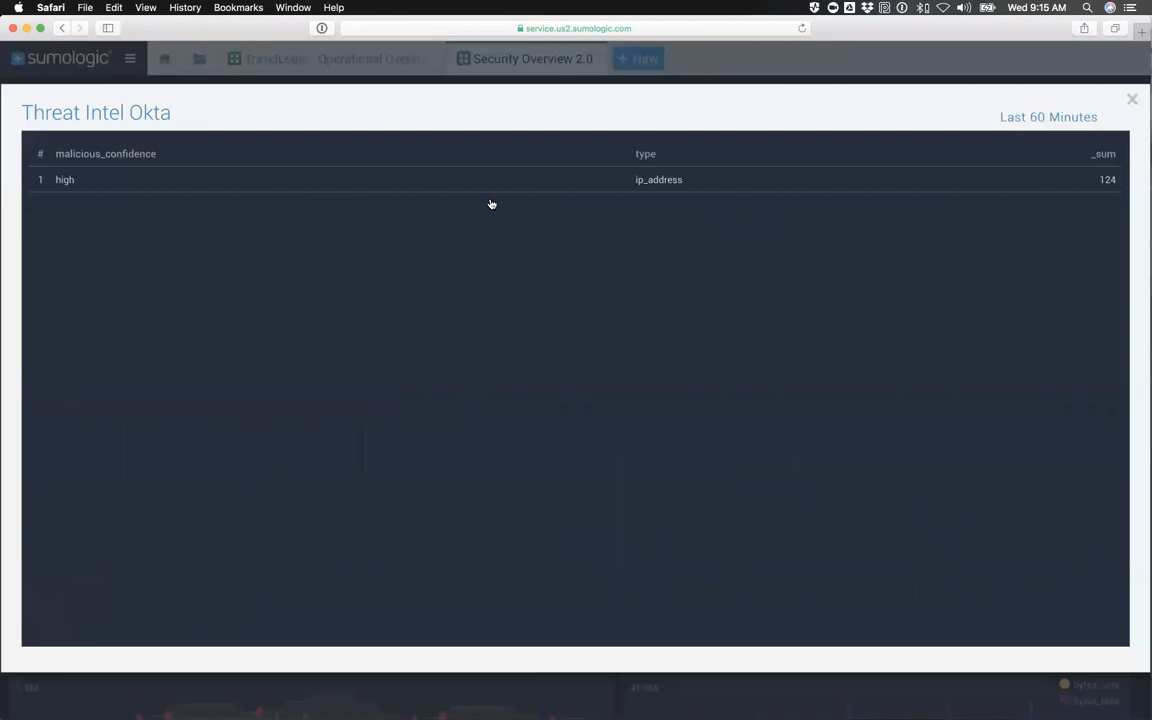 Safari File Edit View History Bookmarks Window Help Wed 9:15 AM
service.us2.sumologic.com
sumologic TravelLogic - Operational Overvi... Security Overview 2.0 + New
Threat Intel Okta
Last 60 Minutes
# malicious_confidence type _sum
1 high ip_address 124